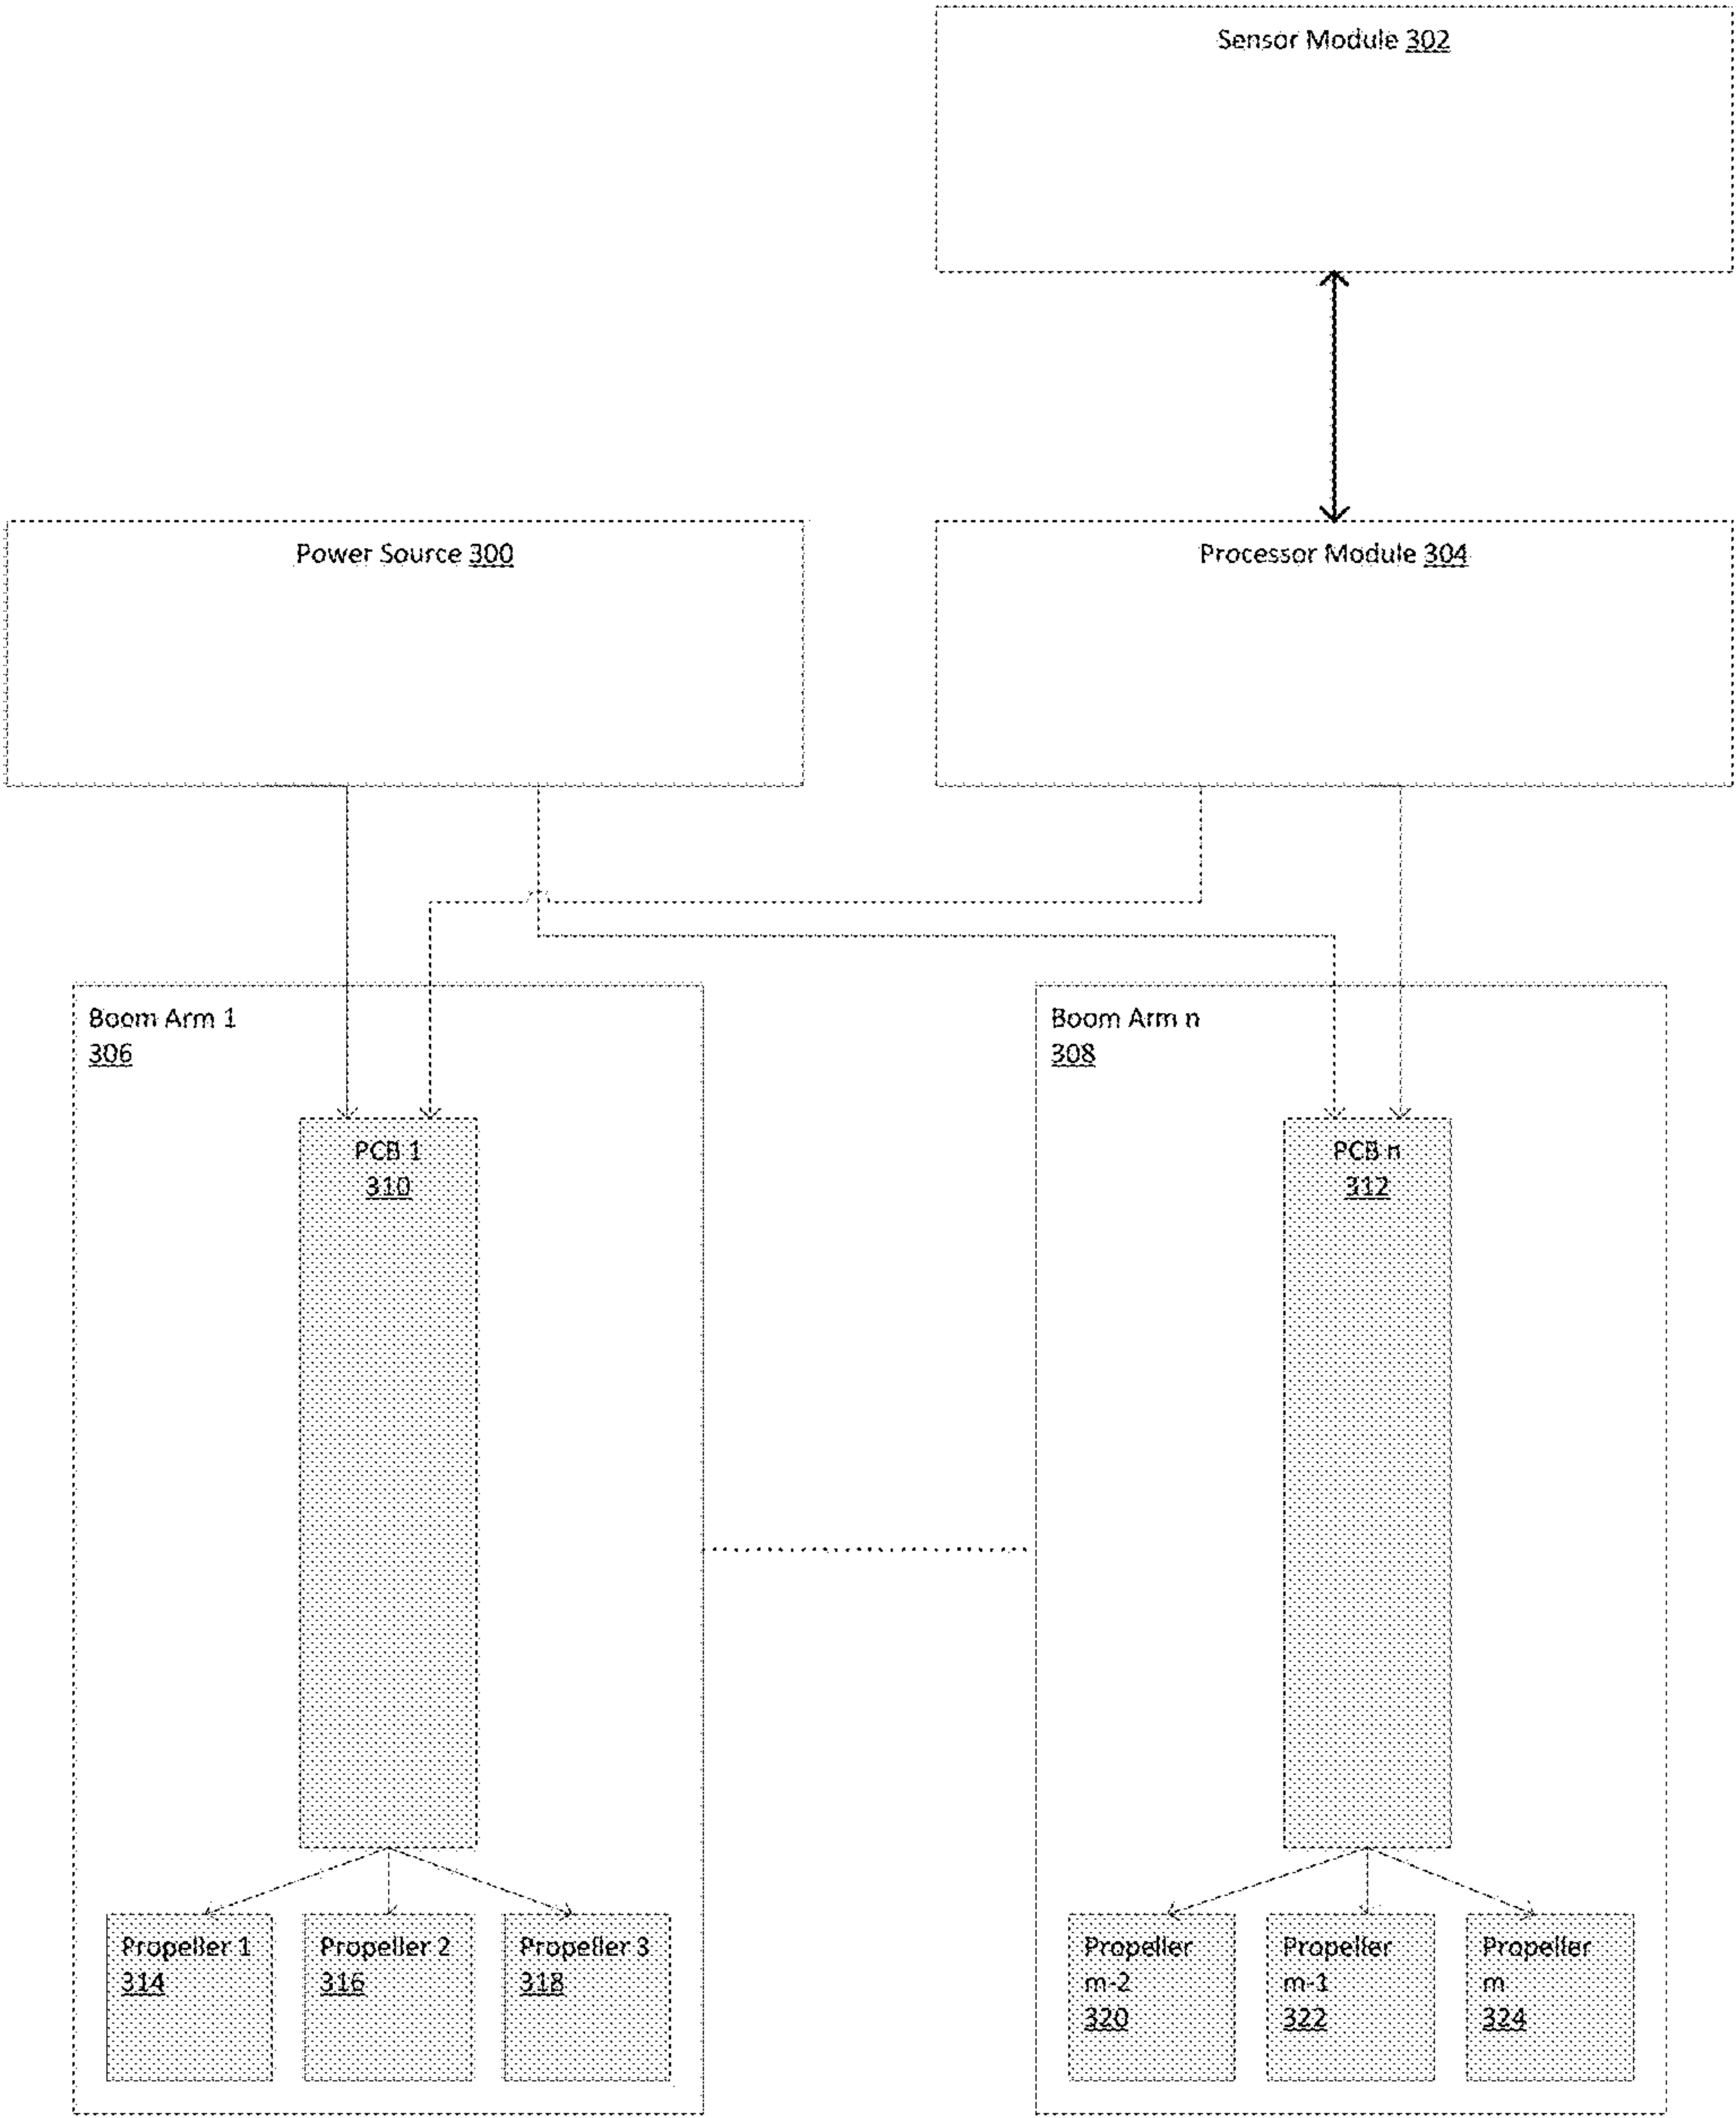 Sensor Module 302
Power Source 300
Processor Module 304
Boom Arm 1
306
Boom Arm n
308
PCB 1
310
PCB n
312
Propeller 1
314
Propeller 2
316
Propeller 3
318
Propeller
m-2
320
Propeller
m-1
322
Propeller
m
324